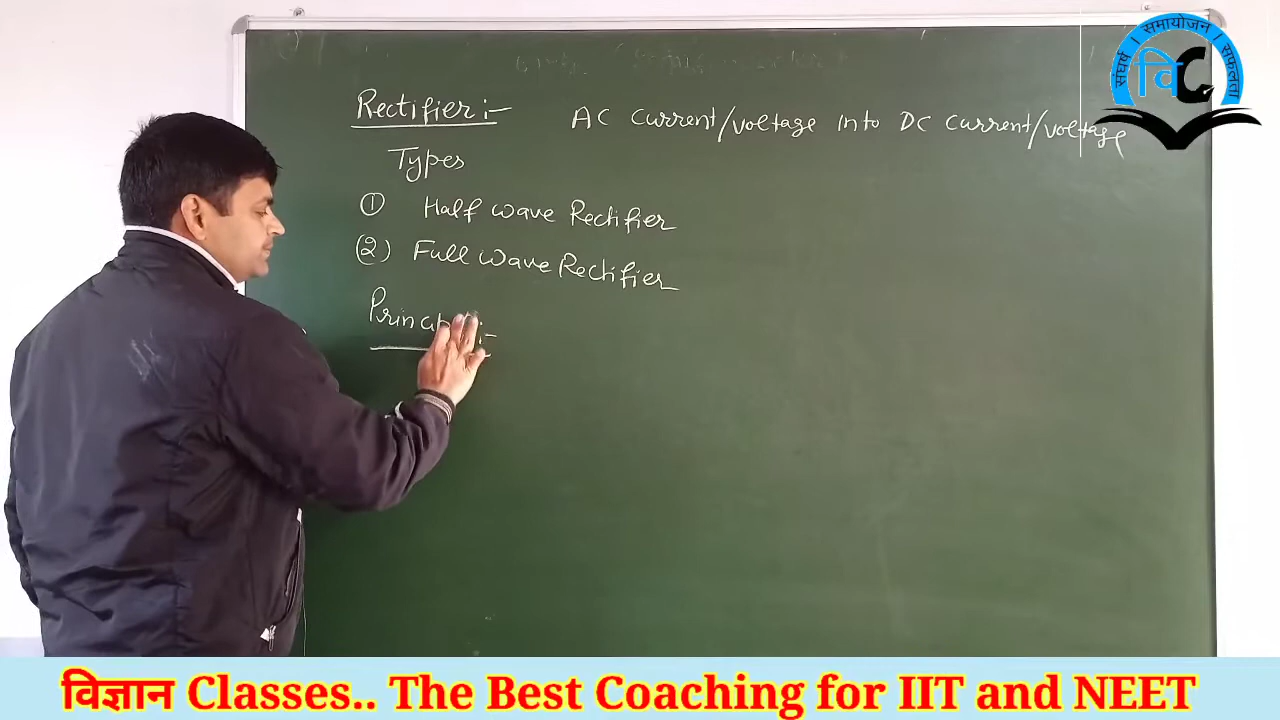 संघर्ष । समायोजन । सफलता
वि C
Rectifier :- AC Current/voltage into DC Current/voltage
Types
① Half wave Rectifier
(2) Full wave Rectifier
विज्ञान Classes.. The Best Coaching for IIT and NEET